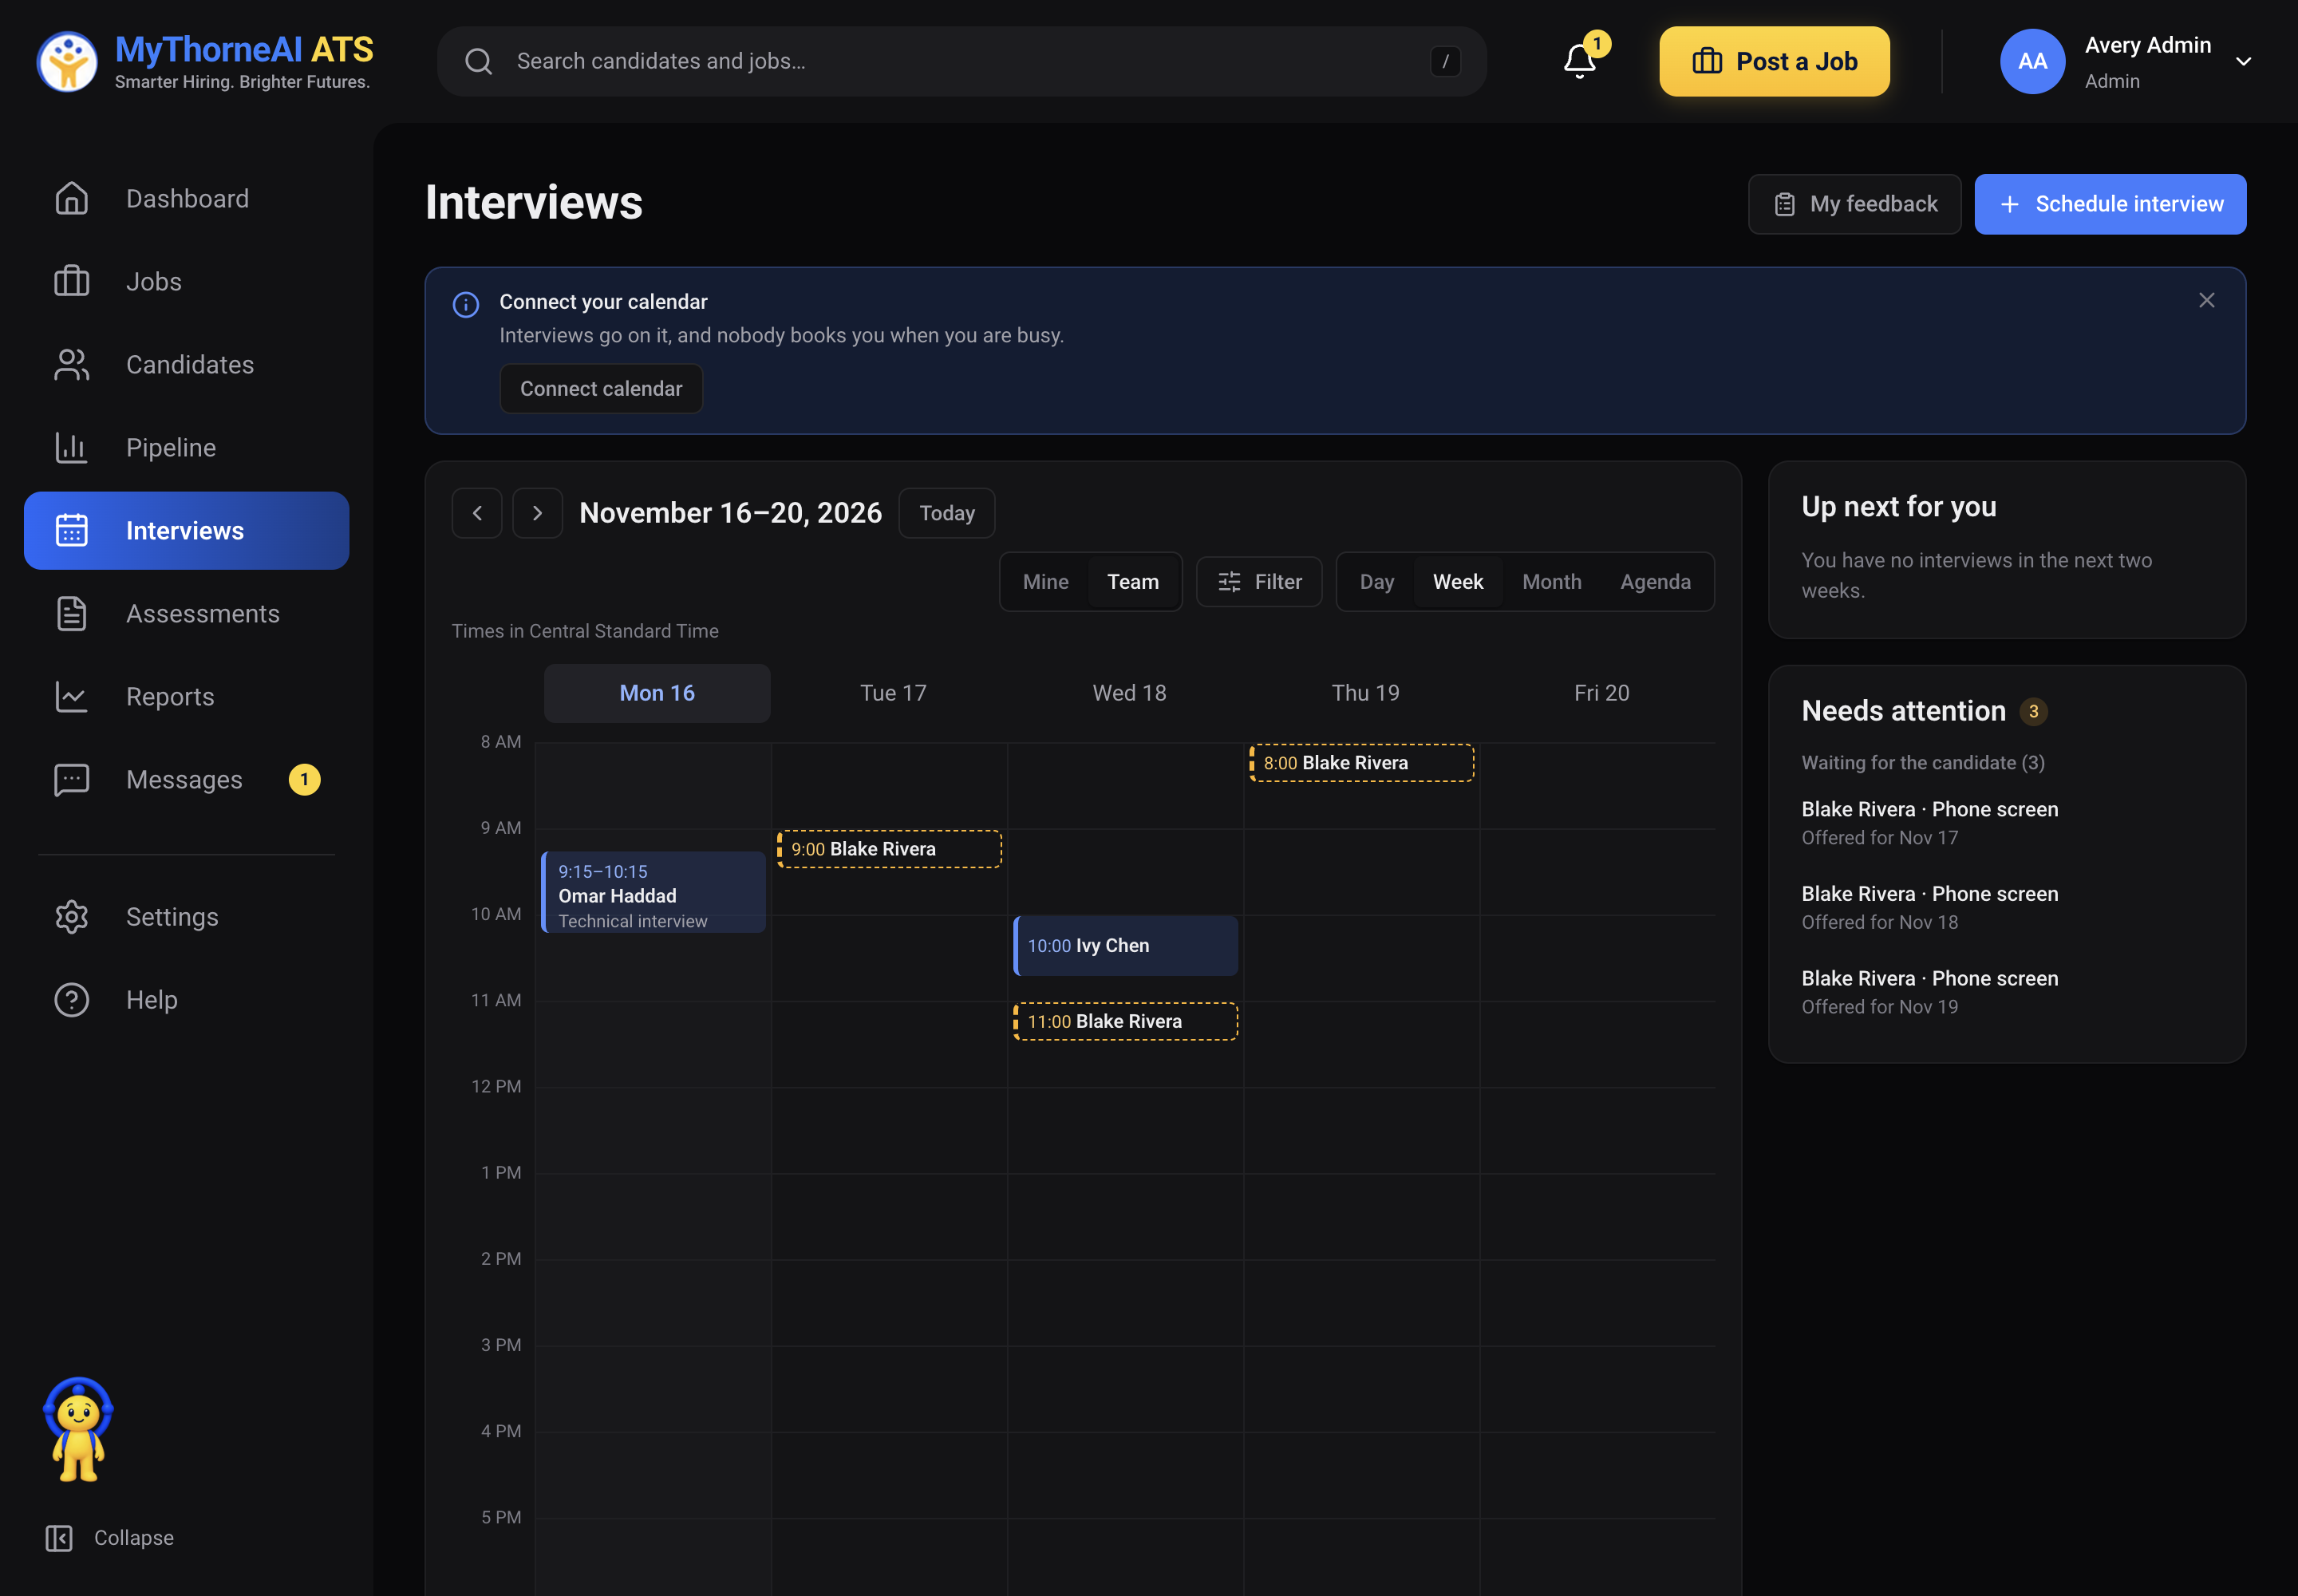 MyThorneAI ATS
Smarter Hiring. Brighter Futures.
Search candidates and jobs…
/
1
Post a Job
AA
Avery Admin
Admin
Dashboard
Jobs
Candidates
Pipeline
Interviews
Assessments
Reports
Messages
1
Settings
Help
Collapse
Interviews
My feedback
Schedule interview
Connect your calendar
Interviews go on it, and nobody books you when you are busy.
Connect calendar
November 16–20, 2026
Today
Mine
Team
Filter
Day
Week
Month
Agenda
Times in Central Standard Time
Mon 16
Tue 17
Wed 18
Thu 19
Fri 20
8 AM
8:00 Blake Rivera
9 AM
9:00 Blake Rivera
9:15–10:15
Omar Haddad
Technical interview
10 AM
10:00 Ivy Chen
11 AM
11:00 Blake Rivera
12 PM
1 PM
2 PM
3 PM
4 PM
5 PM
Up next for you
You have no interviews in the next two
weeks.
Needs attention
3
Waiting for the candidate (3)
Blake Rivera · Phone screen
Offered for Nov 17
Blake Rivera · Phone screen
Offered for Nov 18
Blake Rivera · Phone screen
Offered for Nov 19